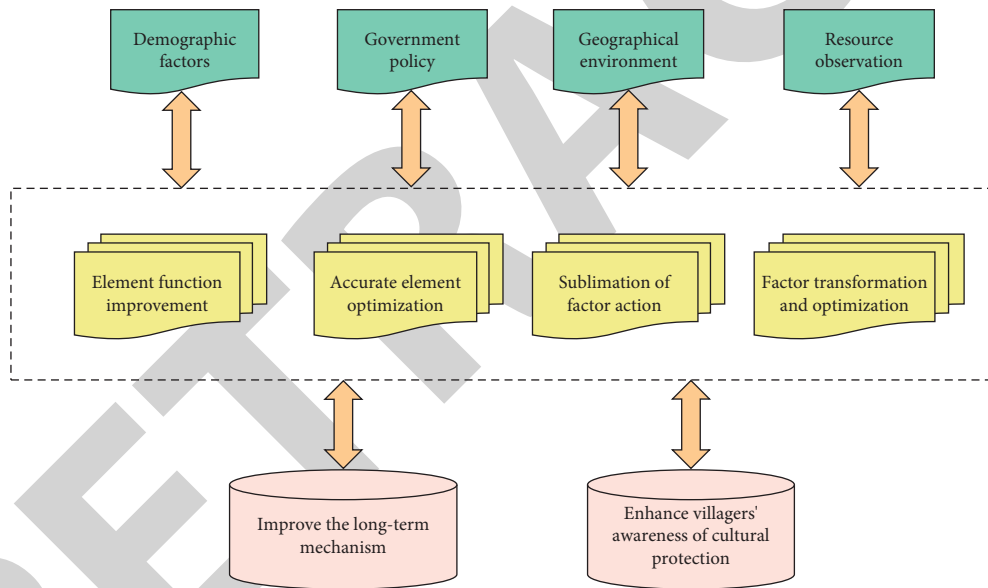 Demographic
factors
Government
policy
Geographical
environment
Resource
observation
Element function
improvement
Accurate element
optimization
Sublimation of
factor action
Factor transformation
and optimization
Improve the long-term
mechanism
Enhance villagers'
awareness of cultural
protection